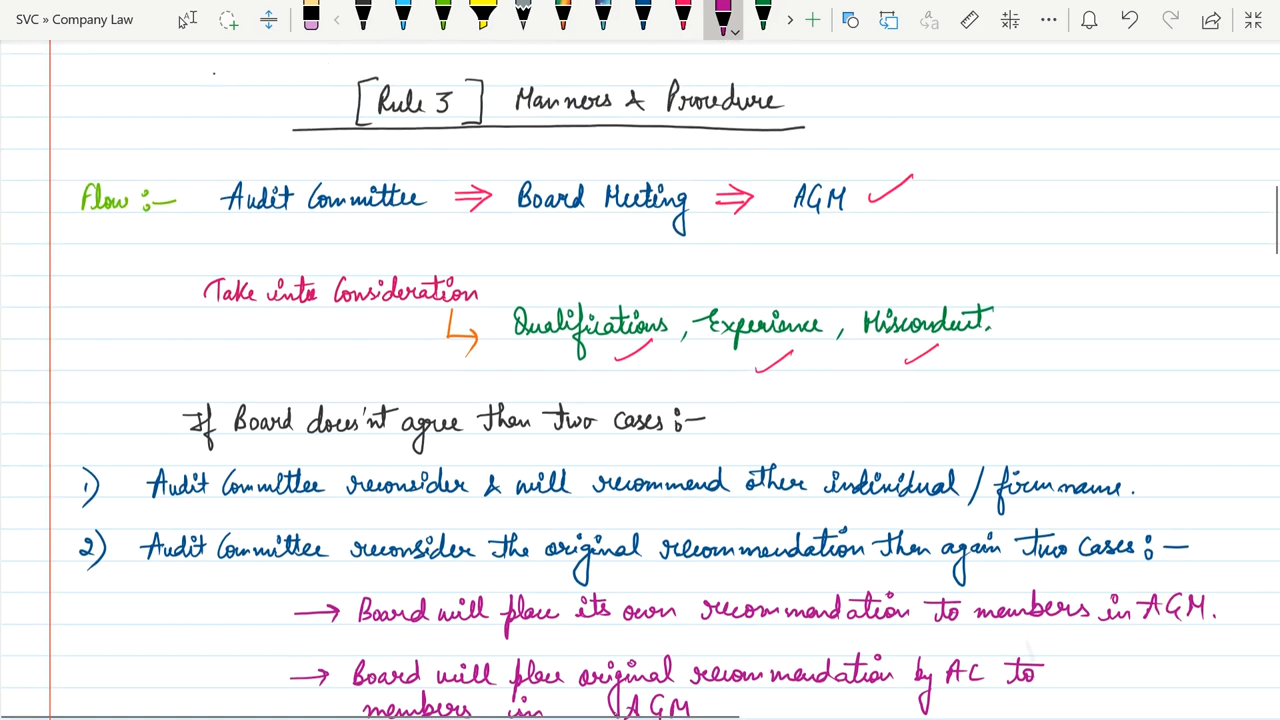 SVC » Company Law
[Rule 3] Manners & Procedure
Flow :- Audit Committee ⇒ Board Meeting ⇒ AGM ✓
Take into Consideration
↳ Qualifications, Experience, Misconduct.
If Board does'nt agree then two cases :-
1) Audit Committee reconsider & will recommend other individual / firm name.
2) Audit Committee reconsider the original recommendation then again two cases :-
→ Board will place its own recommendation to members in AGM.
→ Board will place original recommendation by AC to
members in AGM